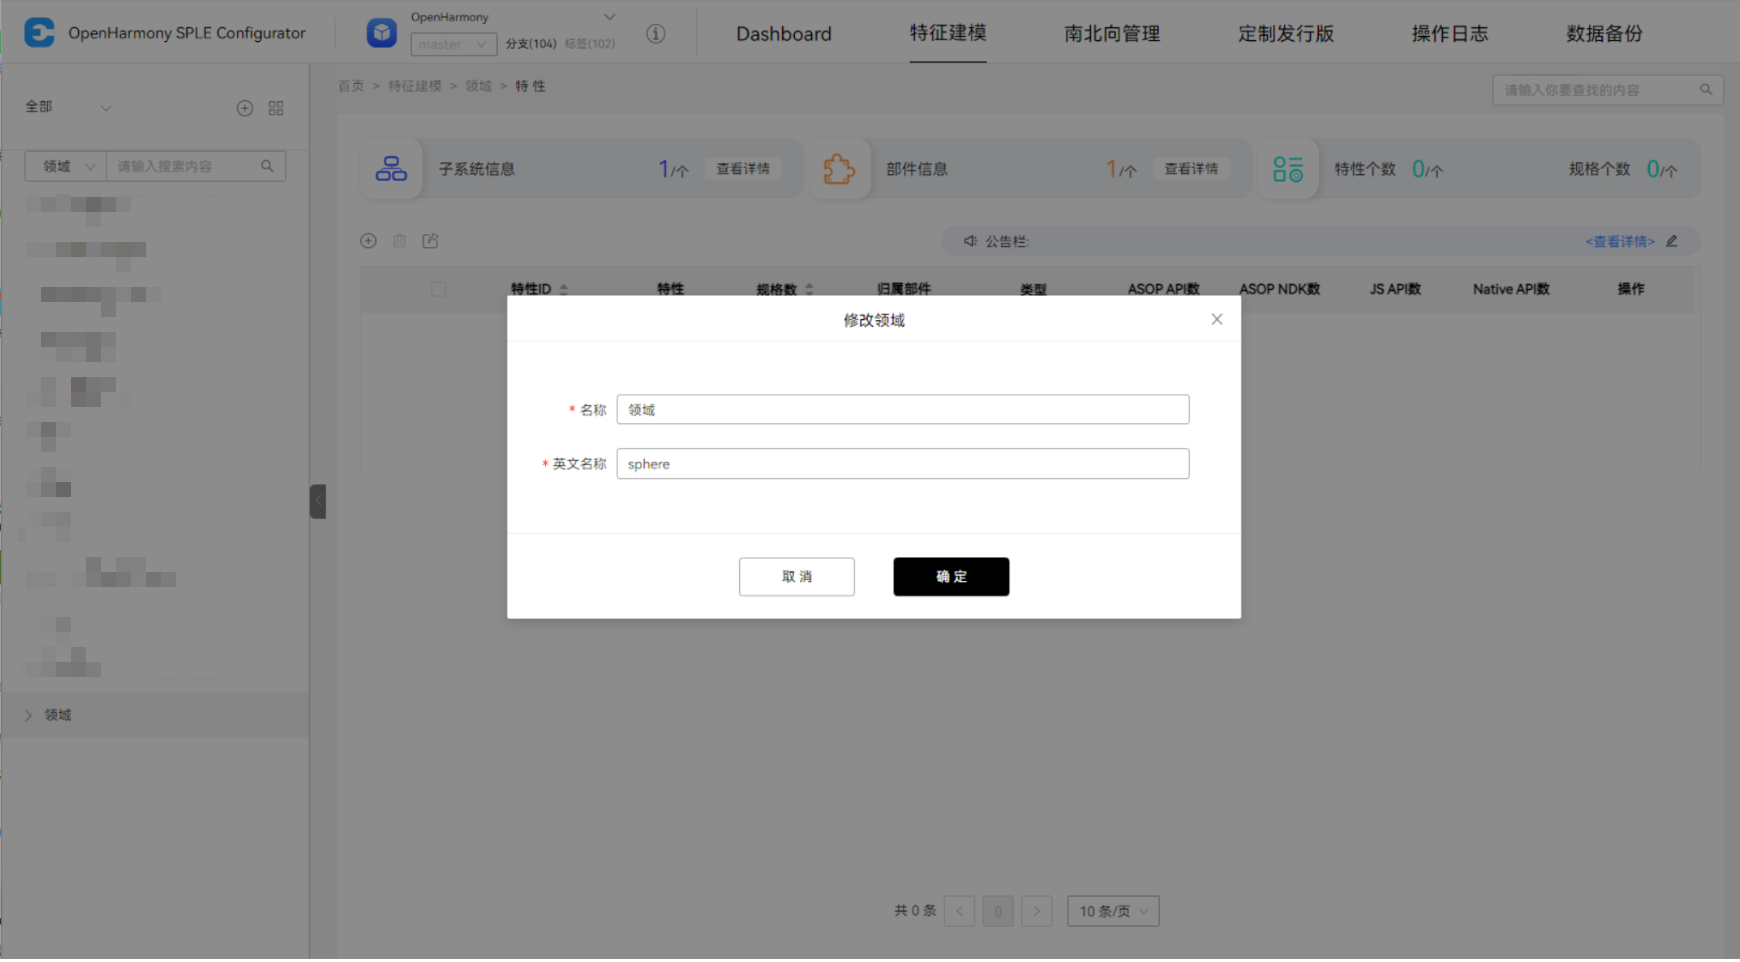 OpenHarmony SPLE Configurator
OpenHarmony
master
分支(104) 标签(102)
Dashboard
特征建模
南北向管理
定制发行版
操作日志
数据备份
全部
首页 > 特征建模 > 领域 > 特 性
请输入你要查找的内容
领域
请输入搜索内容
子系统信息
1/个
查看详情
部件信息
1/个
查看详情
特性个数 0/个
规格个数 0/个
公告栏:
<查看详情>
特性ID
特性
规格数
归属部件
类型
ASOP API数
ASOP NDK数
JS API数
Native API数
操作
修改领域
* 名称
领域
* 英文名称
sphere
取 消
确 定
领域
共 0 条
<
0
>
10 条/页